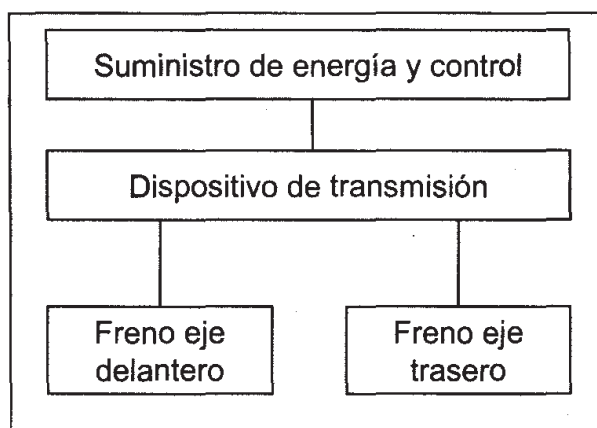 Suministro de energía y control
Dispositivo de transmisión
Freno eje
delantero
Freno eje
trasero